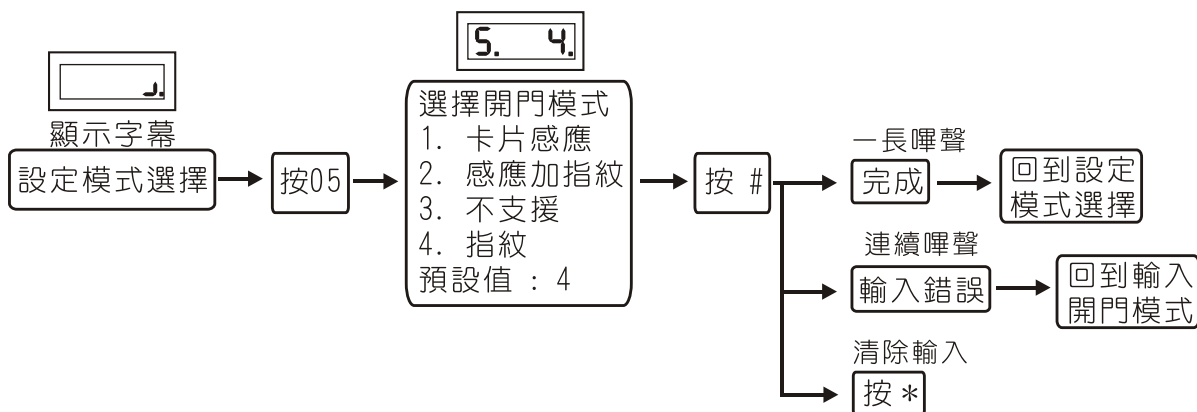 5. 4.
顯示字幕
設定模式選擇
按05
選擇開門模式
1. 卡片感應
2. 感應加指紋
3. 不支援
4. 指紋
預設值 : 4
按 #
一長嗶聲
完成
回到設定
模式選擇
連續嗶聲
輸入錯誤
回到輸入
開門模式
清除輸入
按 *